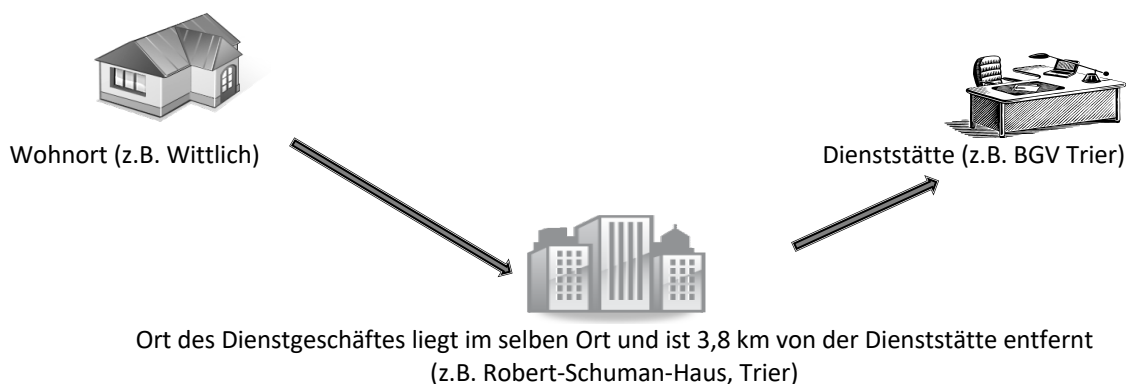 Wohnort (z.B. Wittlich)
Dienststätte (z.B. BGV Trier)
Ort des Dienstgeschäftes liegt im selben Ort und ist 3,8 km von der Dienststätte entfernt
(z.B. Robert-Schuman-Haus, Trier)